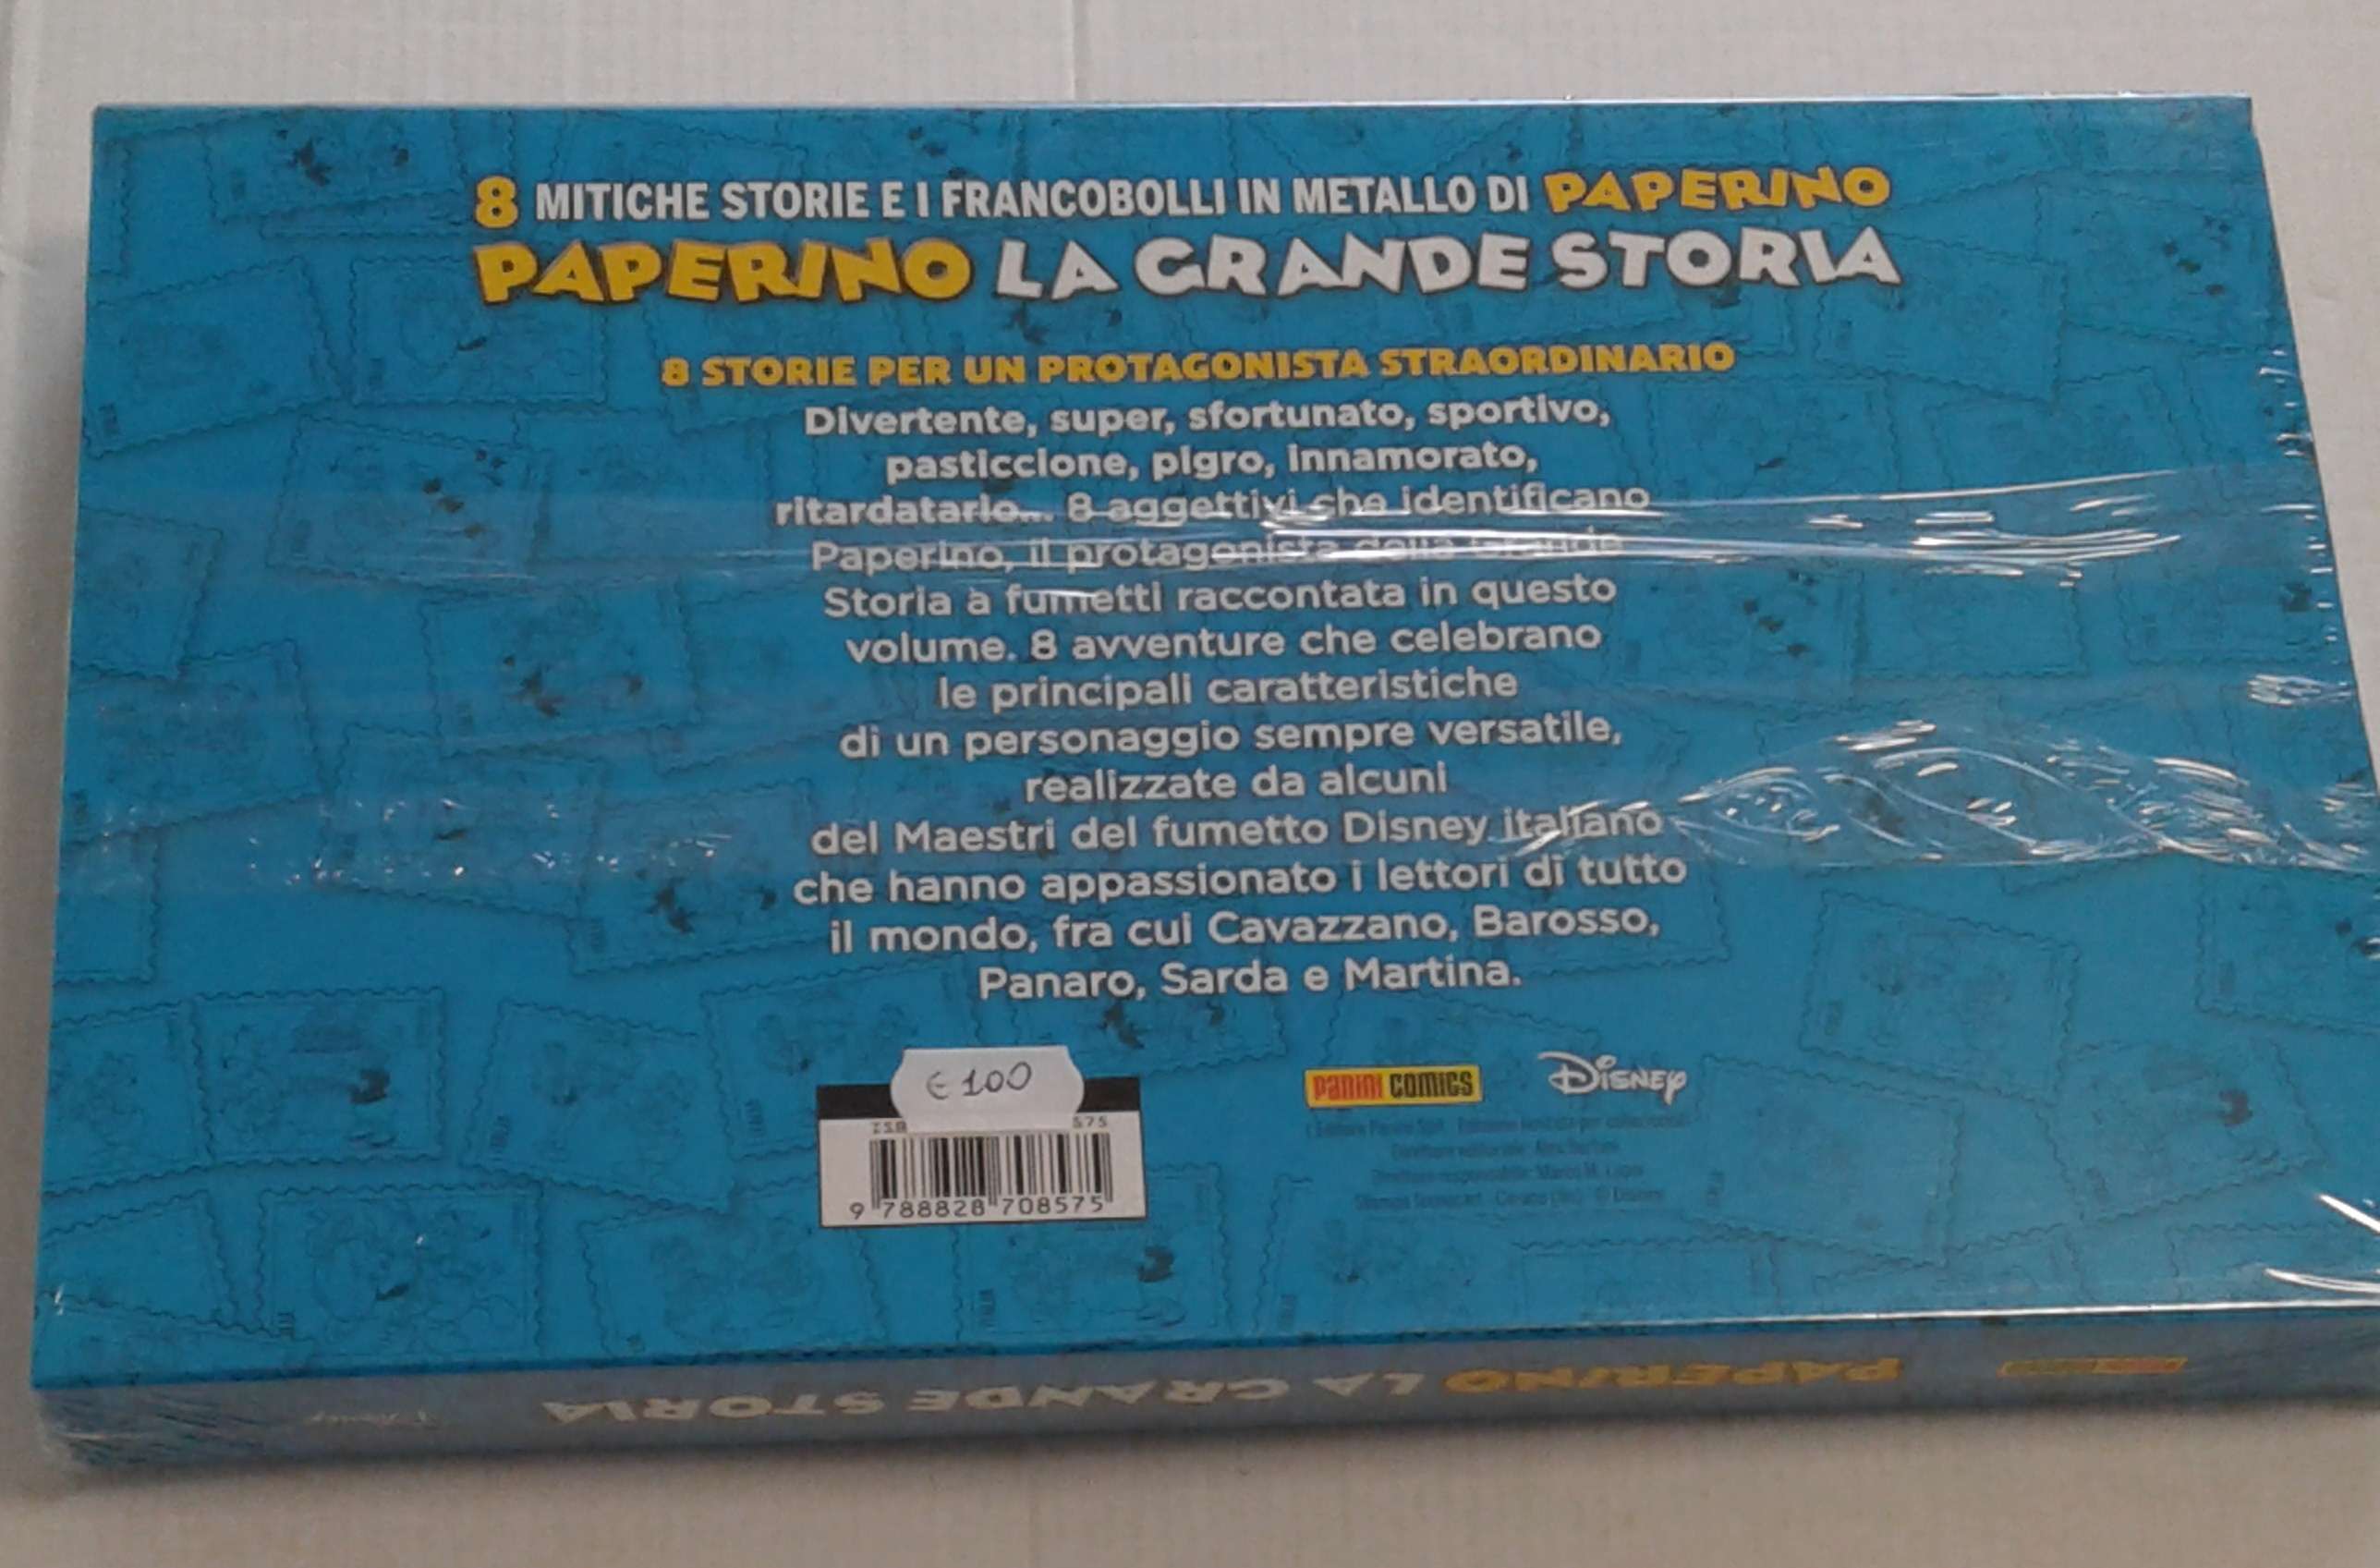 8 MITICHE STORIE E I FRANCOBOLLI IN METALLO DI PAPERINO
PAPERINO LA GRANDE STORIA
8 STORIE PER UN PROTAGONISTA STRAORDINARIO
Divertente, super, sfortunato, sportivo,
pasticcione, pigro, innamorato,
ritardatario... 8 aggettivi che identificano
Paperino, il protagonista della Grande
Storia a fumetti raccontata in questo
volume. 8 avventure che celebrano
le principali caratteristiche
di un personaggio sempre versatile,
realizzate da alcuni
dei Maestri del fumetto Disney italiano
che hanno appassionato i lettori di tutto
il mondo, fra cui Cavazzano, Barosso,
Panaro, Sarda e Martina.
€ 100
575
9 788828 708575
PANINI COMICS
Disney
PAPERINO LA GRANDE STORIA